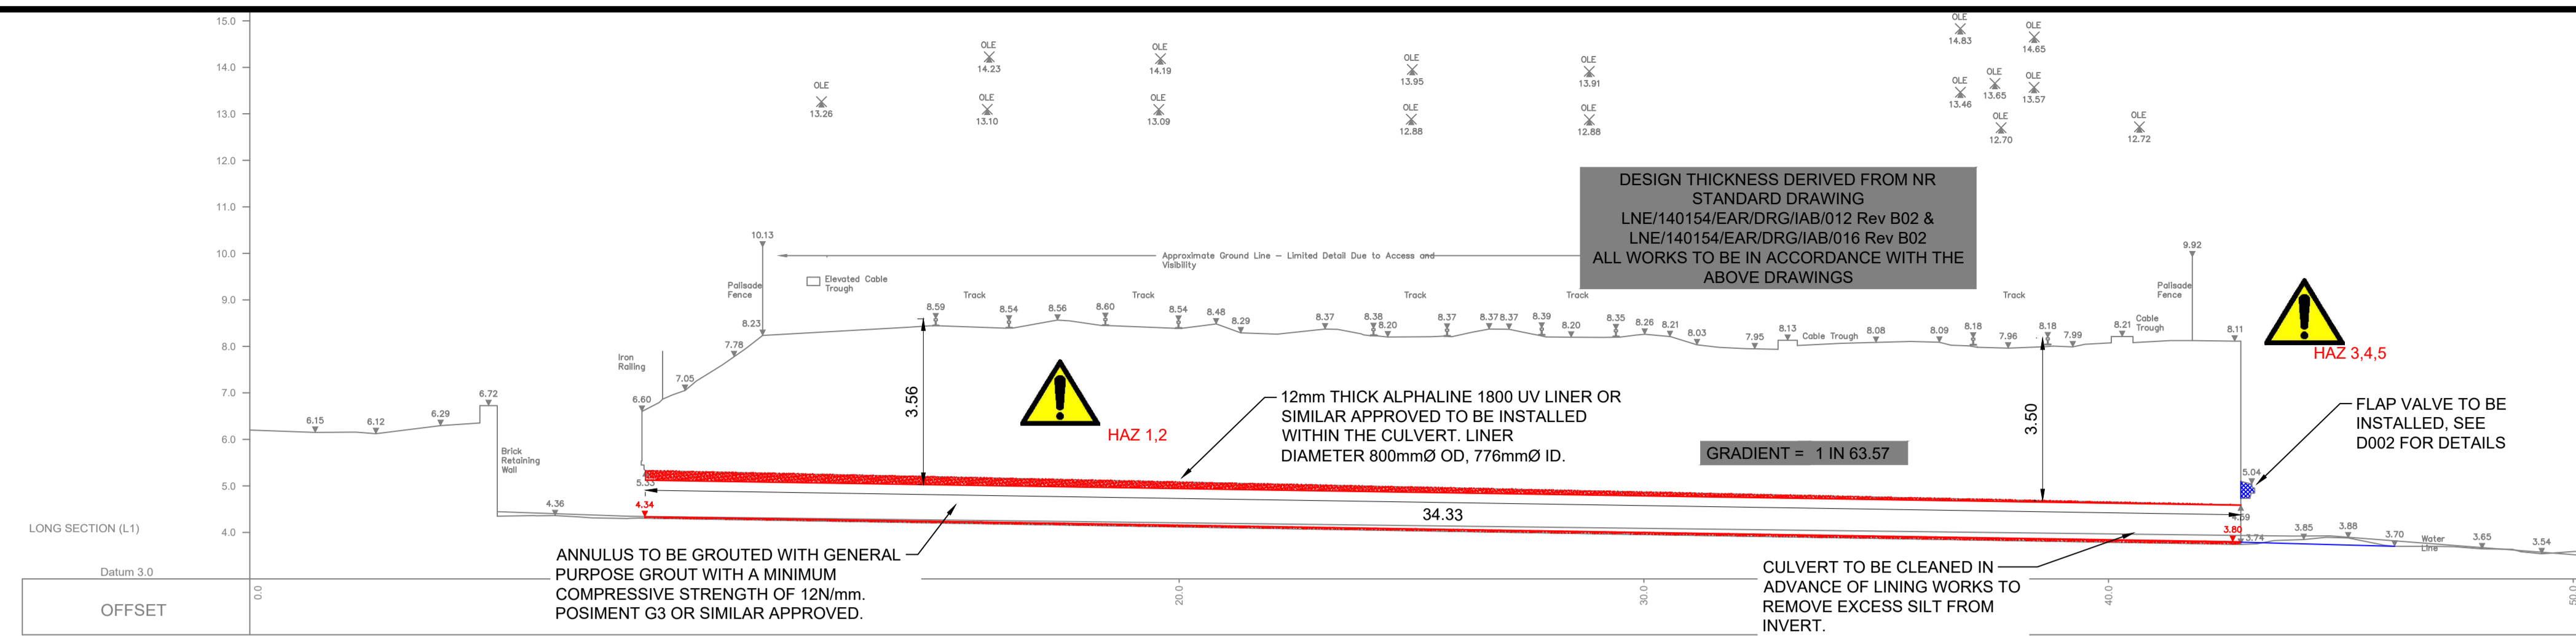 15.0
14.0
13.0
12.0
11.0
10.0
9.0
8.0
7.0
6.0
5.0
4.0
LONG SECTION (L1)
Datum 3.0
OFFSET
0.0
20.0
30.0
40.0
50.0
OLE
13.26
OLE
14.23
OLE
13.10
OLE
14.19
OLE
13.09
OLE
13.95
OLE
12.88
OLE
13.91
OLE
12.88
OLE
14.83
OLE
13.46
OLE
13.65
OLE
14.65
OLE
13.57
OLE
12.70
OLE
12.72
DESIGN THICKNESS DERIVED FROM NR
STANDARD DRAWING
LNE/140154/EAR/DRG/IAB/012 Rev B02 &
LNE/140154/EAR/DRG/IAB/016 Rev B02
ALL WORKS TO BE IN ACCORDANCE WITH THE
ABOVE DRAWINGS
10.13
Approximate Ground Line – Limited Detail Due to Access and
Visibility
9.92
Elevated Cable
Trough
Palisade
Fence
Track
Track
Track
Track
Track
Palisade
Fence
6.15
6.12
6.29
6.72
Brick
Retaining
Wall
4.36
Iron
Railing
6.60
7.05
7.78
8.23
8.59
8.54
8.56
8.60
8.54
8.48
8.29
8.37
8.38
8.20
8.37
8.37
8.37
8.39
8.20
8.35
8.26
8.21
8.03
7.95
8.13
Cable Trough
8.08
8.09
8.18
7.96
8.18
7.99
8.21
Cable
Trough
8.11
HAZ 3,4,5
3.56
HAZ 1,2
12mm THICK ALPHALINE 1800 UV LINER OR
SIMILAR APPROVED TO BE INSTALLED
WITHIN THE CULVERT. LINER
DIAMETER 800mmØ OD, 776mmØ ID.
GRADIENT = 1 IN 63.57
3.50
FLAP VALVE TO BE
INSTALLED, SEE
D002 FOR DETAILS
5.33
4.34
34.33
5.04
4.59
3.80
3.74
3.85
3.88
3.70
Water
Line
3.65
3.54
ANNULUS TO BE GROUTED WITH GENERAL
PURPOSE GROUT WITH A MINIMUM
COMPRESSIVE STRENGTH OF 12N/mm.
POSIMENT G3 OR SIMILAR APPROVED.
CULVERT TO BE CLEANED IN
ADVANCE OF LINING WORKS TO
REMOVE EXCESS SILT FROM
INVERT.